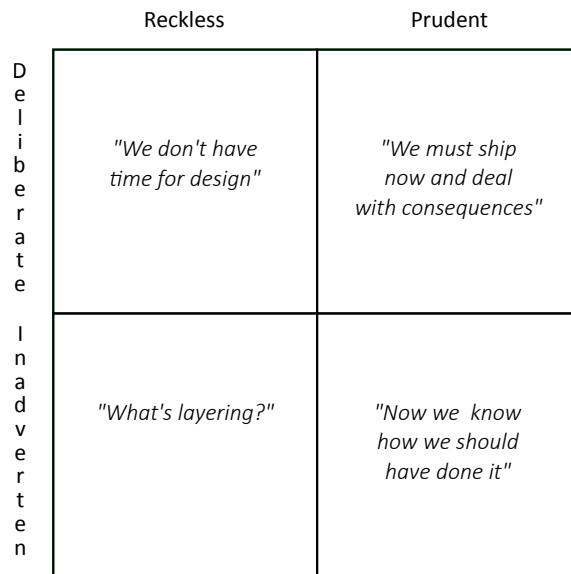 Reckless Prudent
Deliberate
"We don't have
time for design"
"We must ship
now and deal
with consequences"
Inadverten
"What's layering?"
"Now we  know
how we should
have done it"